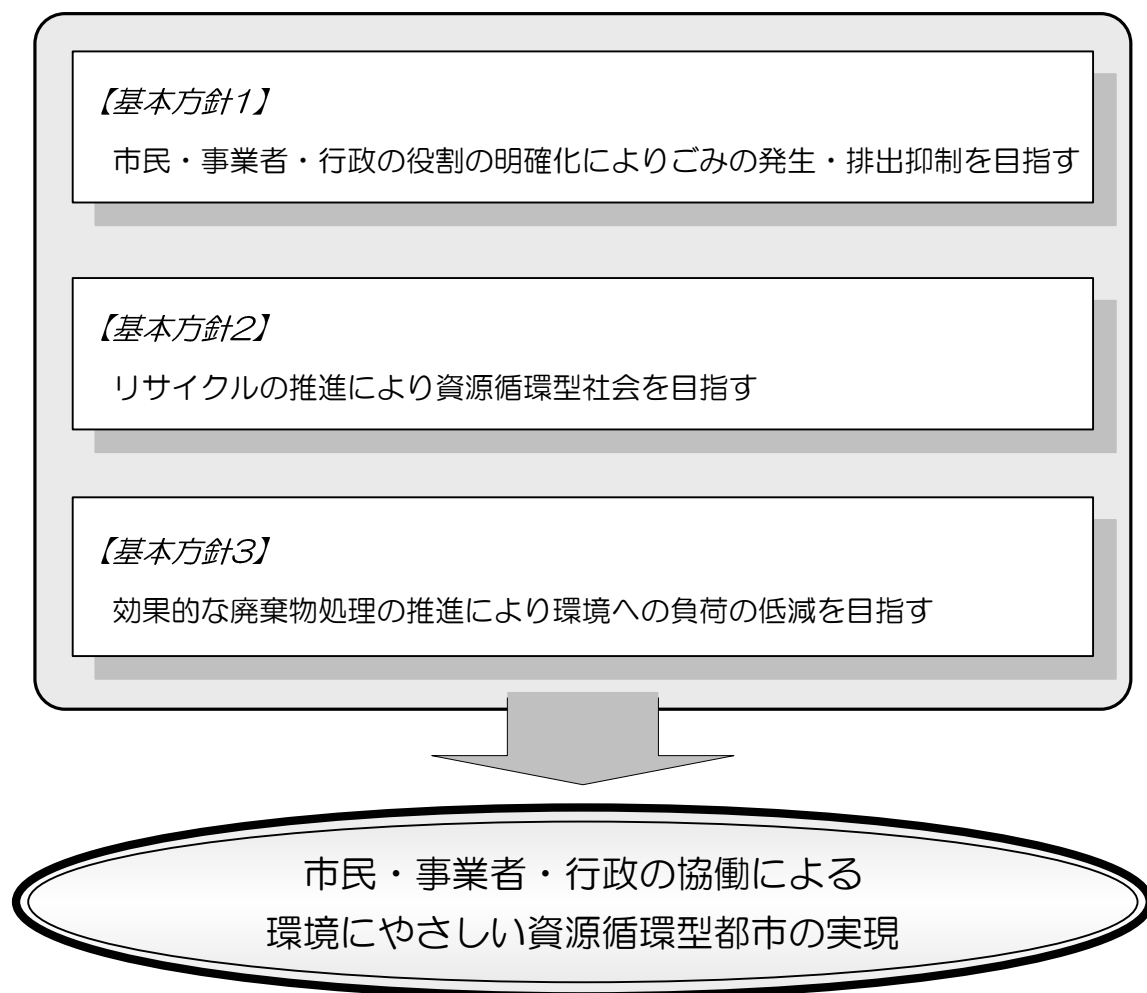 【基本方針1】
市民・事業者・行政の役割の明確化によりごみの発生・排出抑制を目指す
【基本方針2】
リサイクルの推進により資源循環型社会を目指す
【基本方針3】
効果的な廃棄物処理の推進により環境への負荷の低減を目指す
市民・事業者・行政の協働による
環境にやさしい資源循環型都市の実現